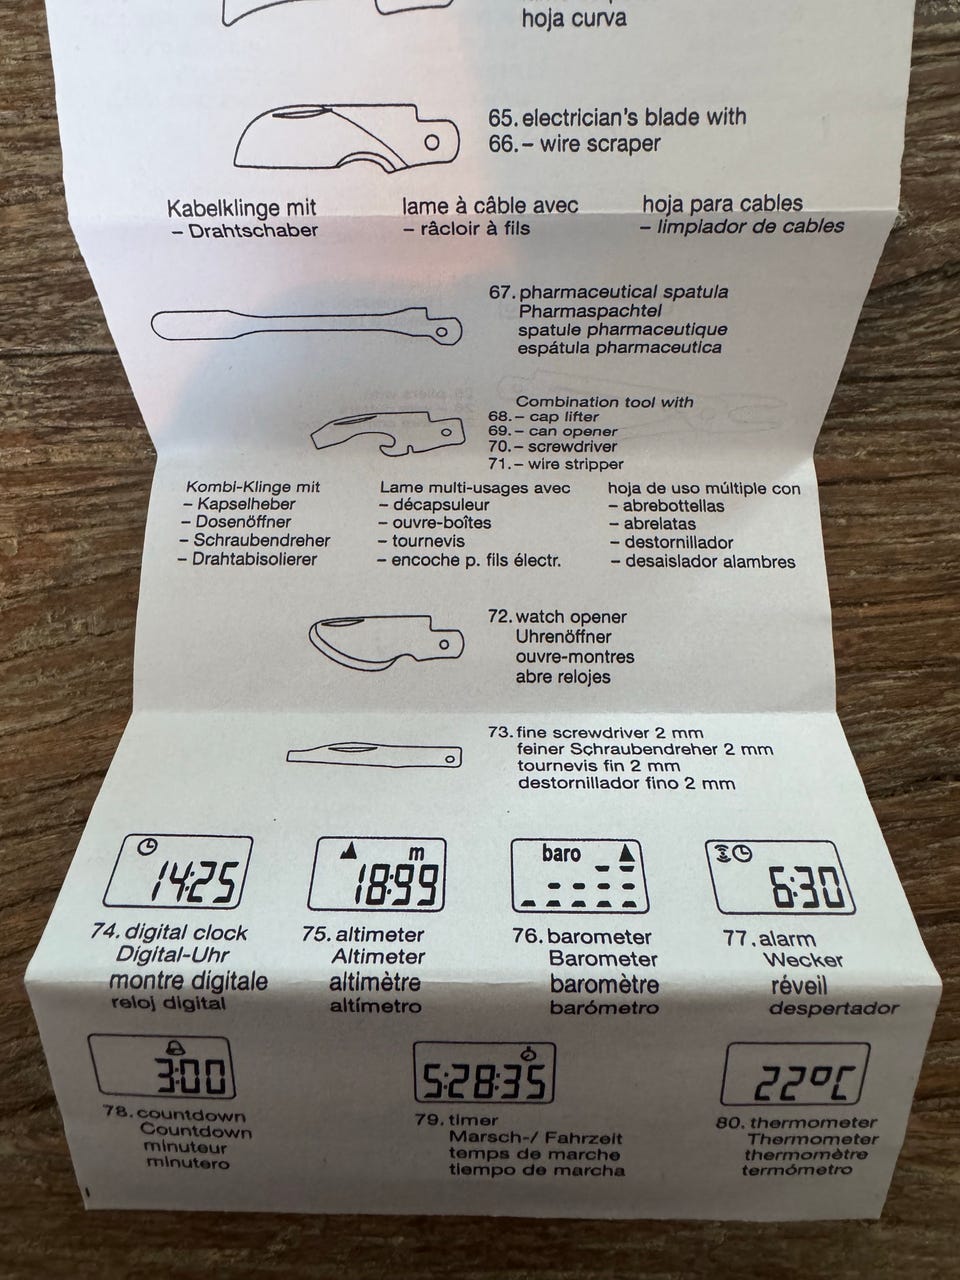 hoja curva
65. electrician's blade with
66. – wire scraper
Kabelklinge mit
– Drahtschaber
lame à câble avec
– râcloir à fils
hoja para cables
– limpiador de cables
67. pharmaceutical spatula
Pharmaspachtel
spatule pharmaceutique
espátula pharmaceutica
Combination tool with
68. – cap lifter
69. – can opener
70. – screwdriver
71. – wire stripper
Kombi-Klinge mit
– Kapselheber
– Dosenöffner
– Schraubendreher
– Drahtabisolierer
Lame multi-usages avec
– décapsuleur
– ouvre-boîtes
– tournevis
– encoche p. fils électr.
hoja de uso múltiple con
– abrebottellas
– abrelatas
– destornillador
– desaislador alambres
72. watch opener
Uhrenöffner
ouvre-montres
abre relojes
73. fine screwdriver 2 mm
feiner Schraubendreher 2 mm
tournevis fin 2 mm
destornillador fino 2 mm
14:25
74. digital clock
Digital-Uhr
montre digitale
reloj digital
m
18:99
75. altimeter
Altimeter
altimètre
altímetro
baro
76. barometer
Barometer
baromètre
barómetro
6:30
77. alarm
Wecker
réveil
despertador
3:00
78. countdown
Countdown
minuteur
minutero
5:28:35
79. timer
Marsch-/ Fahrzeit
temps de marche
tiempo de marcha
22°C
80. thermometer
Thermometer
thermomètre
termómetro